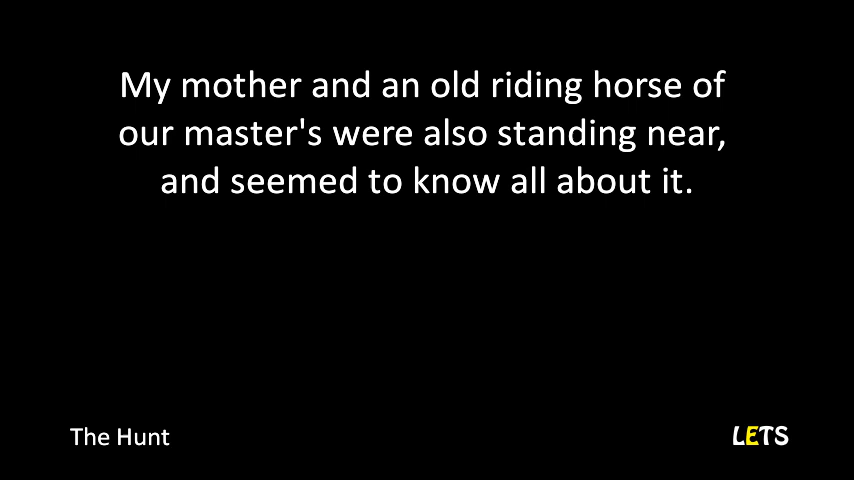 My mother and an old riding horse of
our master's were also standing near,
and seemed to know all about it.
The Hunt
LETS